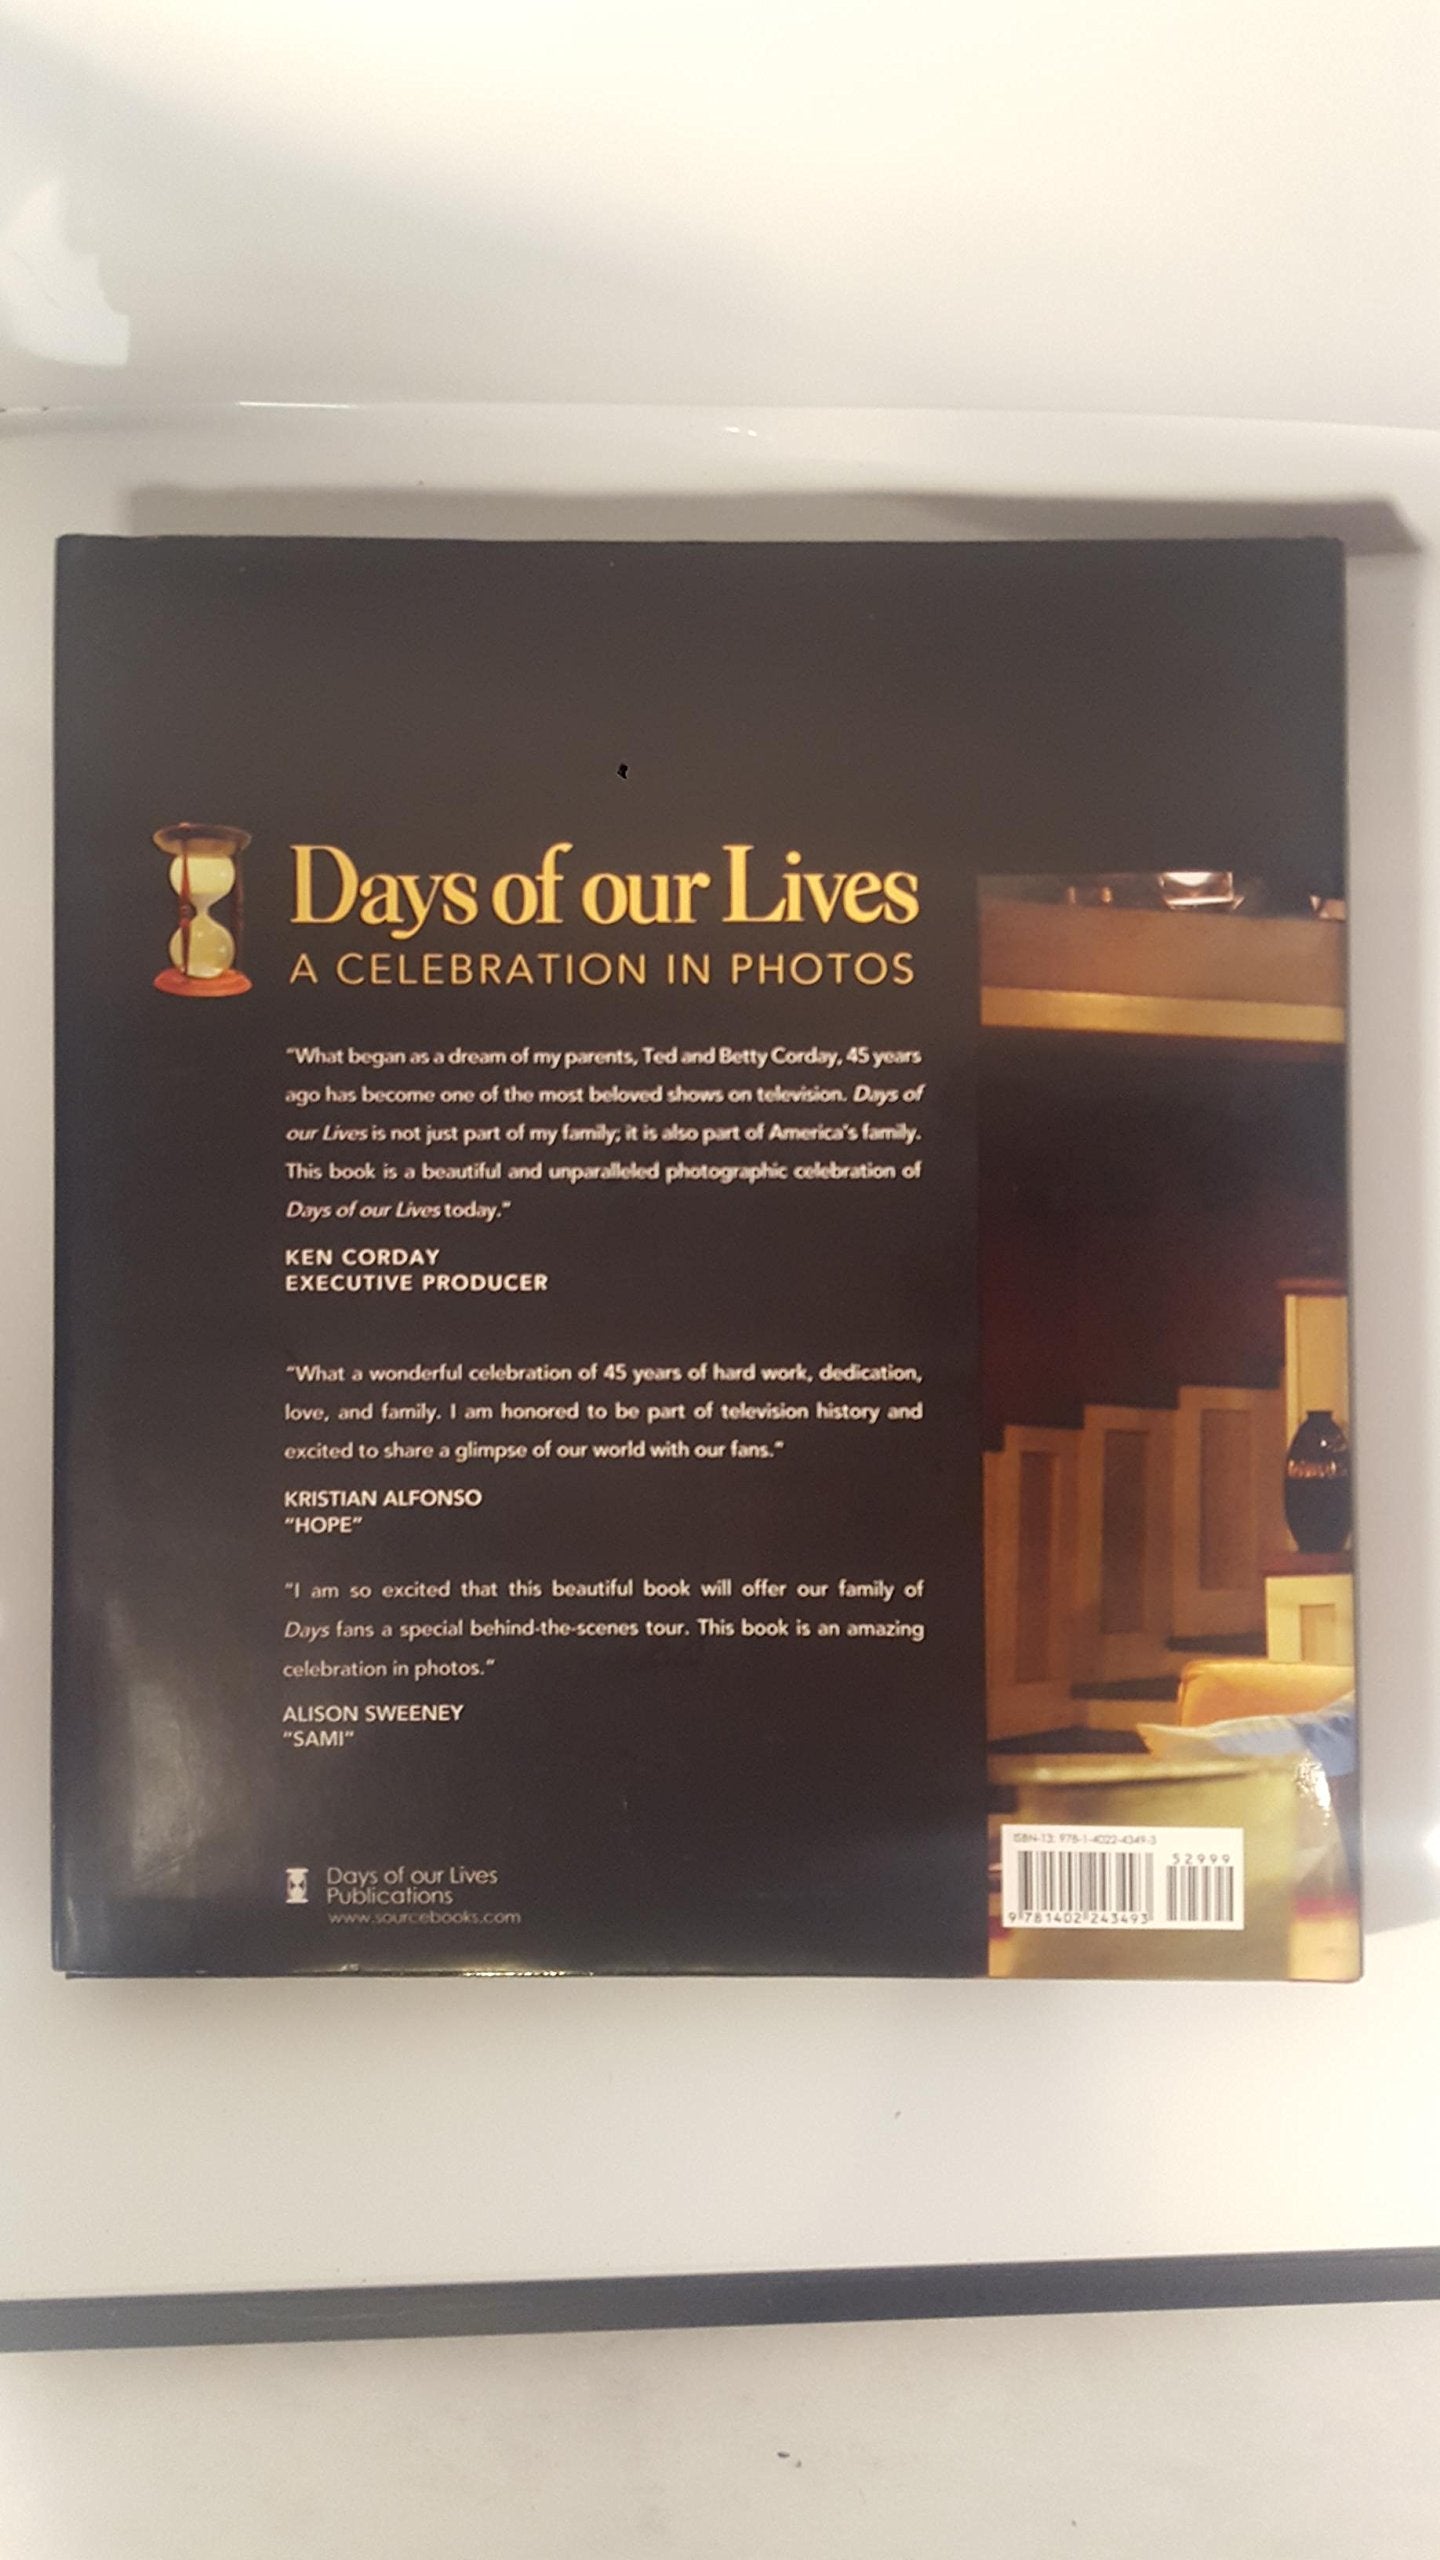 Days of our Lives
A CELEBRATION IN PHOTOS
"What began as a dream of my parents, Ted and Betty Corday, 45 years
ago has become one of the most beloved shows on television. Days of
our Lives is not just part of my family; it is also part of America's family.
This book is a beautiful and unparalleled photographic celebration of
Days of our Lives today."
KEN CORDAY
EXECUTIVE PRODUCER
"What a wonderful celebration of 45 years of hard work, dedication,
love, and family. I am honored to be part of television history and
excited to share a glimpse of our world with our fans."
KRISTIAN ALFONSO
"HOPE"
"I am so excited that this beautiful book will offer our family of
Days fans a special behind-the-scenes tour. This book is an amazing
celebration in photos."
ALISON SWEENEY
"SAMI"
Days of our Lives
Publications
www.sourcebooks.com
ISBN-13: 978-1-4022-4349-3
52999
9 781402 243493